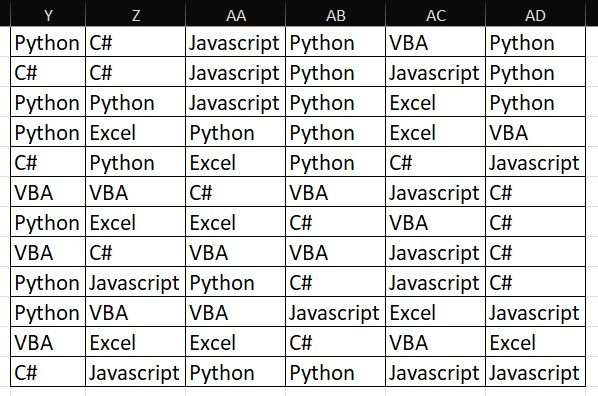 Y Z AA AB AC AD
Python C# Javascript Python VBA Python
C# C# Javascript Python Javascript Python
Python Python Javascript Python Excel Python
Python Excel Python Python Excel VBA
C# Python Excel Python C# Javascript
VBA VBA C# VBA Javascript C#
Python Excel Excel C# VBA C#
VBA C# VBA VBA Javascript C#
Python Javascript Python C# Javascript C#
Python VBA VBA Javascript Excel Javascript
VBA Excel Excel C# VBA Excel
C# Javascript Python Python Javascript Javascript